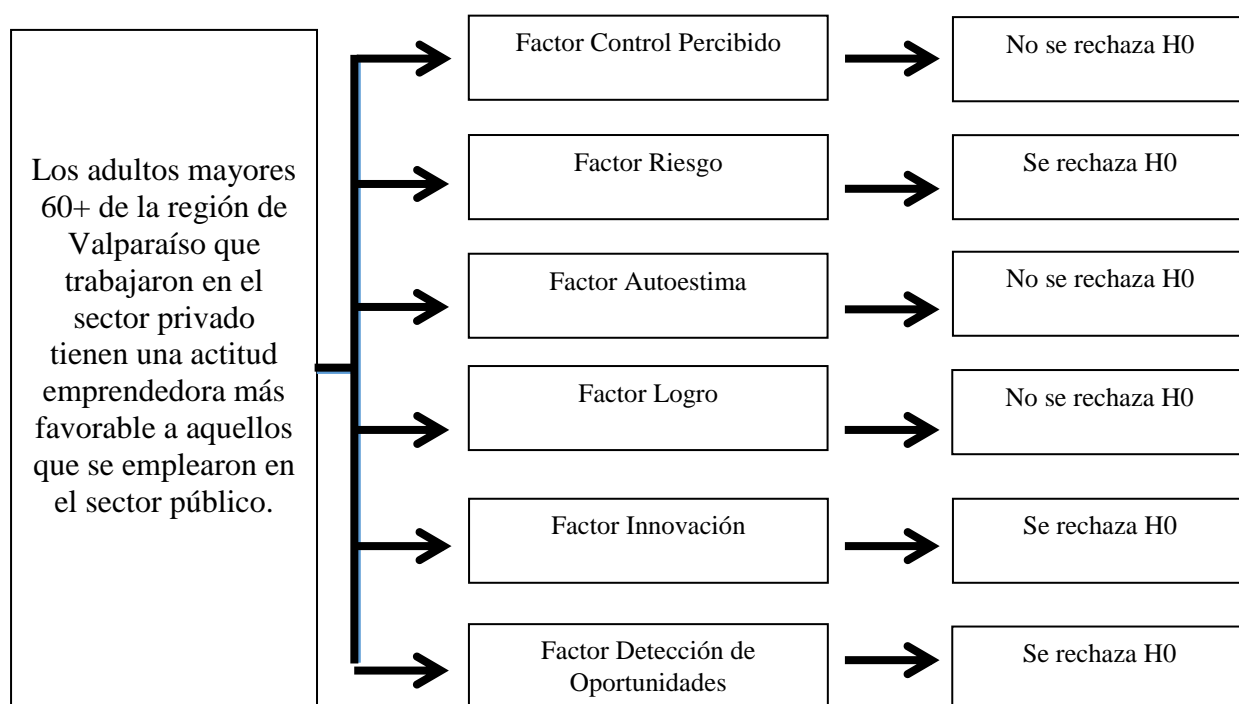 Los adultos mayores
60+ de la región de
Valparaíso que
trabajaron en el
sector privado
tienen una actitud
emprendedora más
favorable a aquellos
que se emplearon en
el sector público.
Factor Control Percibido
No se rechaza H0
Factor Riesgo
Se rechaza H0
Factor Autoestima
No se rechaza H0
Factor Logro
No se rechaza H0
Factor Innovación
Se rechaza H0
Factor Detección de
Oportunidades
Se rechaza H0